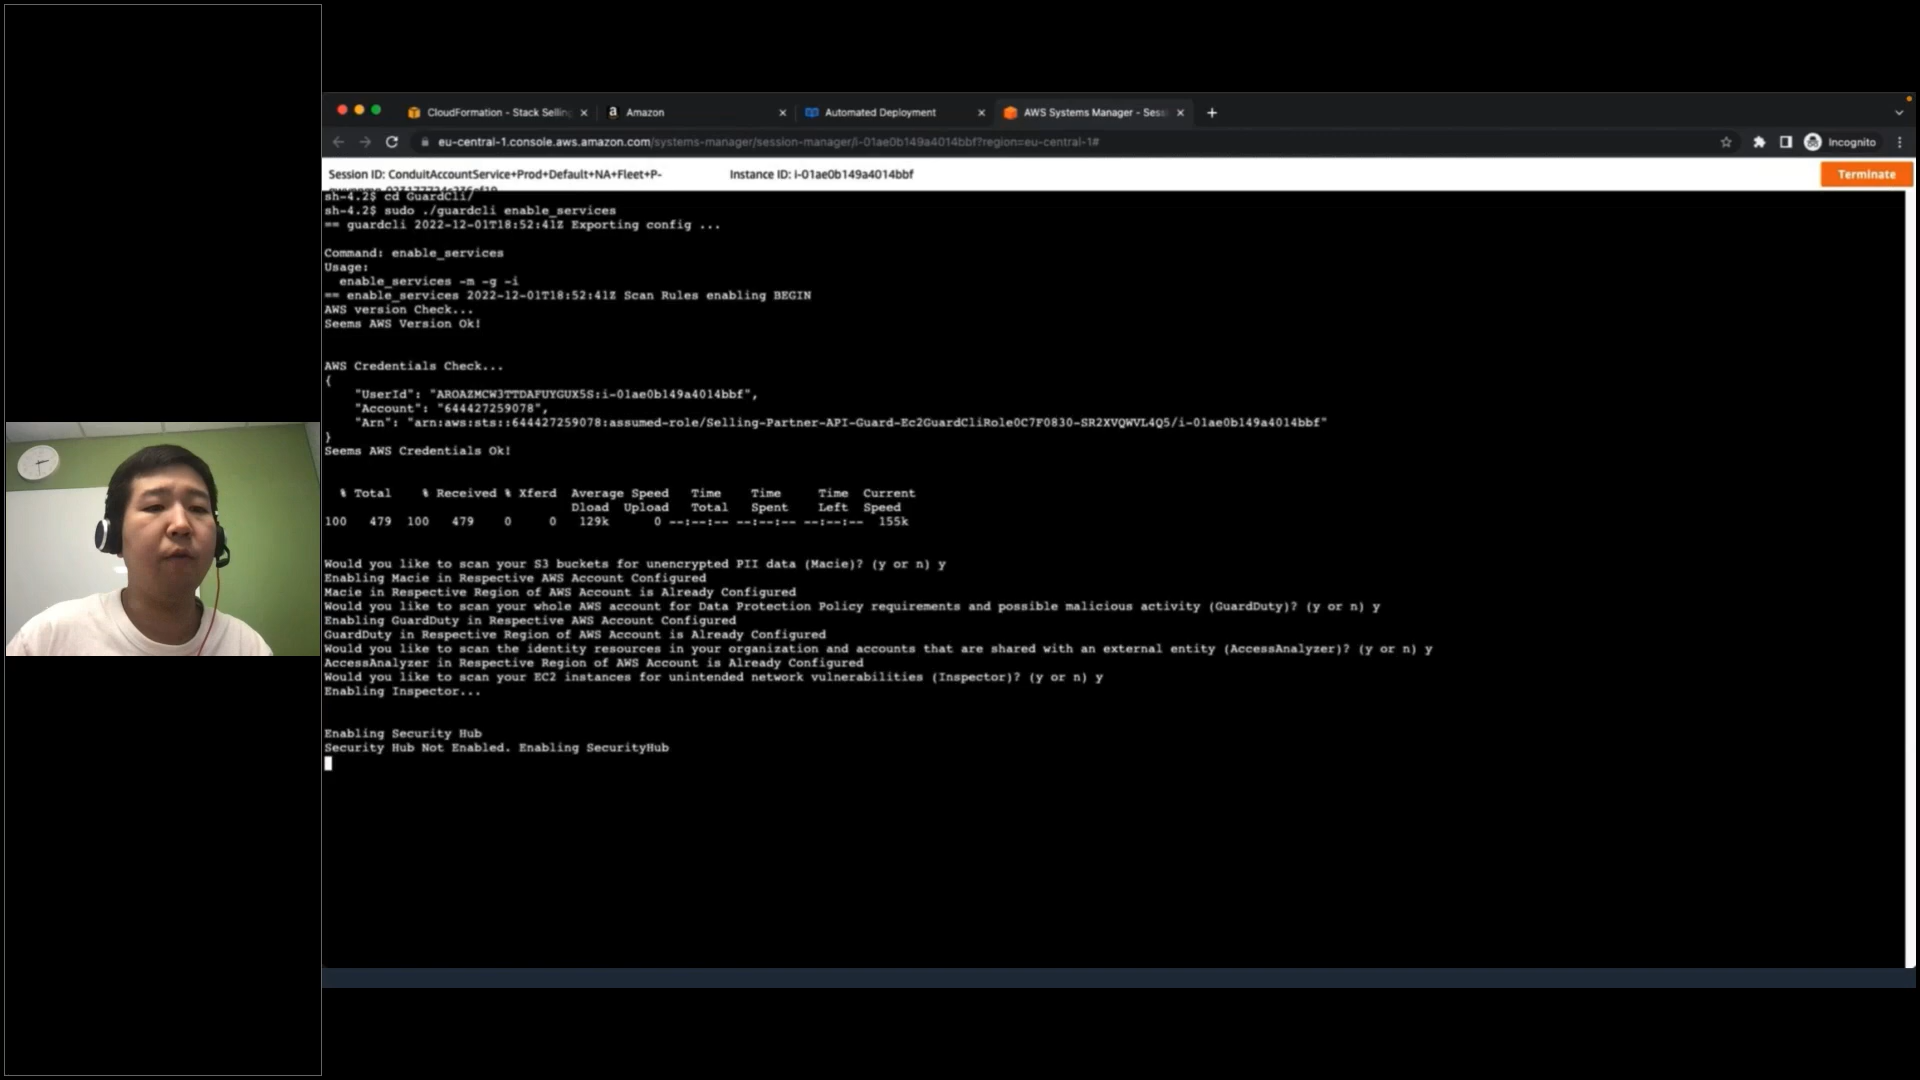 CloudFormation - Stack Selling
Amazon
Automated Deployment
AWS Systems Manager - Sess
eu-central-1.console.aws.amazon.com/systems-manager/session-manager/i-01ae0b149a4014bbf?region=eu-central-1#
Incognito
Session ID: ConduitAccountService+Prod+Default+NA+Fleet+P-
Instance ID: i-01ae0b149a4014bbf
Terminate
sh-4.2$ cd GuardCli/
sh-4.2$ sudo ./guardcli enable_services
== guardcli 2022-12-01T18:52:41Z Exporting config ...
Command: enable_services
Usage:
enable_services -m -g -i
== enable_services 2022-12-01T18:52:41Z Scan Rules enabling BEGIN
AWS version Check...
Seems AWS Version Ok!
AWS Credentials Check...
{
"UserId": "AROAZMCW3TTDAFUYGUX5S:i-01ae0b149a4014bbf",
"Account": "644427259078",
"Arn": "arn:aws:sts::644427259078:assumed-role/Selling-Partner-API-Guard-Ec2GuardCliRole0C7F0830-SR2XVQWVL4Q5/i-01ae0b149a4014bbf"
}
Seems AWS Credentials Ok!
% Total % Received % Xferd Average Speed Time Time Time Current
Dload Upload Total Spent Left Speed
100 479 100 479 0 0 129k 0 --:--:-- --:--:-- --:--:-- 155k
Would you like to scan your S3 buckets for unencrypted PII data (Macie)? (y or n) y
Enabling Macie in Respective AWS Account Configured
Macie in Respective Region of AWS Account is Already Configured
Would you like to scan your whole AWS account for Data Protection Policy requirements and possible malicious activity (GuardDuty)? (y or n) y
Enabling GuardDuty in Respective AWS Account Configured
GuardDuty in Respective Region of AWS Account is Already Configured
Would you like to scan the identity resources in your organization and accounts that are shared with an external entity (AccessAnalyzer)? (y or n) y
AccessAnalyzer in Respective Region of AWS Account is Already Configured
Would you like to scan your EC2 instances for unintended network vulnerabilities (Inspector)? (y or n) y
Enabling Inspector...
Enabling Security Hub
Security Hub Not Enabled. Enabling SecurityHub